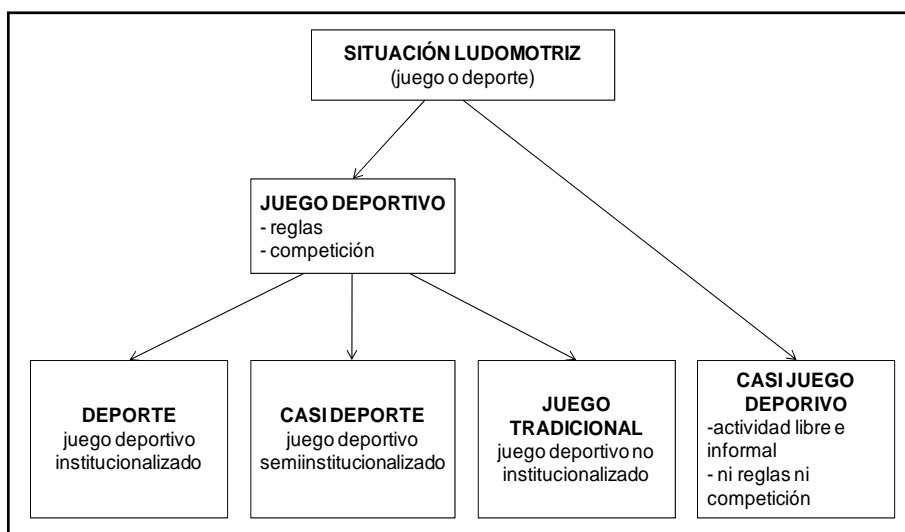 SITUACIÓN LUDOMOTRIZ
(juego o deporte)
JUEGO DEPORTIVO
- reglas
- competición
DEPORTE
juego deportivo
institucionalizado
CASI DEPORTE
juego deportivo
semiinstitucionalizado
JUEGO
TRADICIONAL
juego deportivo no
institucionalizado
CASI JUEGO
DEPORIVO
-actividad libre e
informal
- ni reglas ni
competición